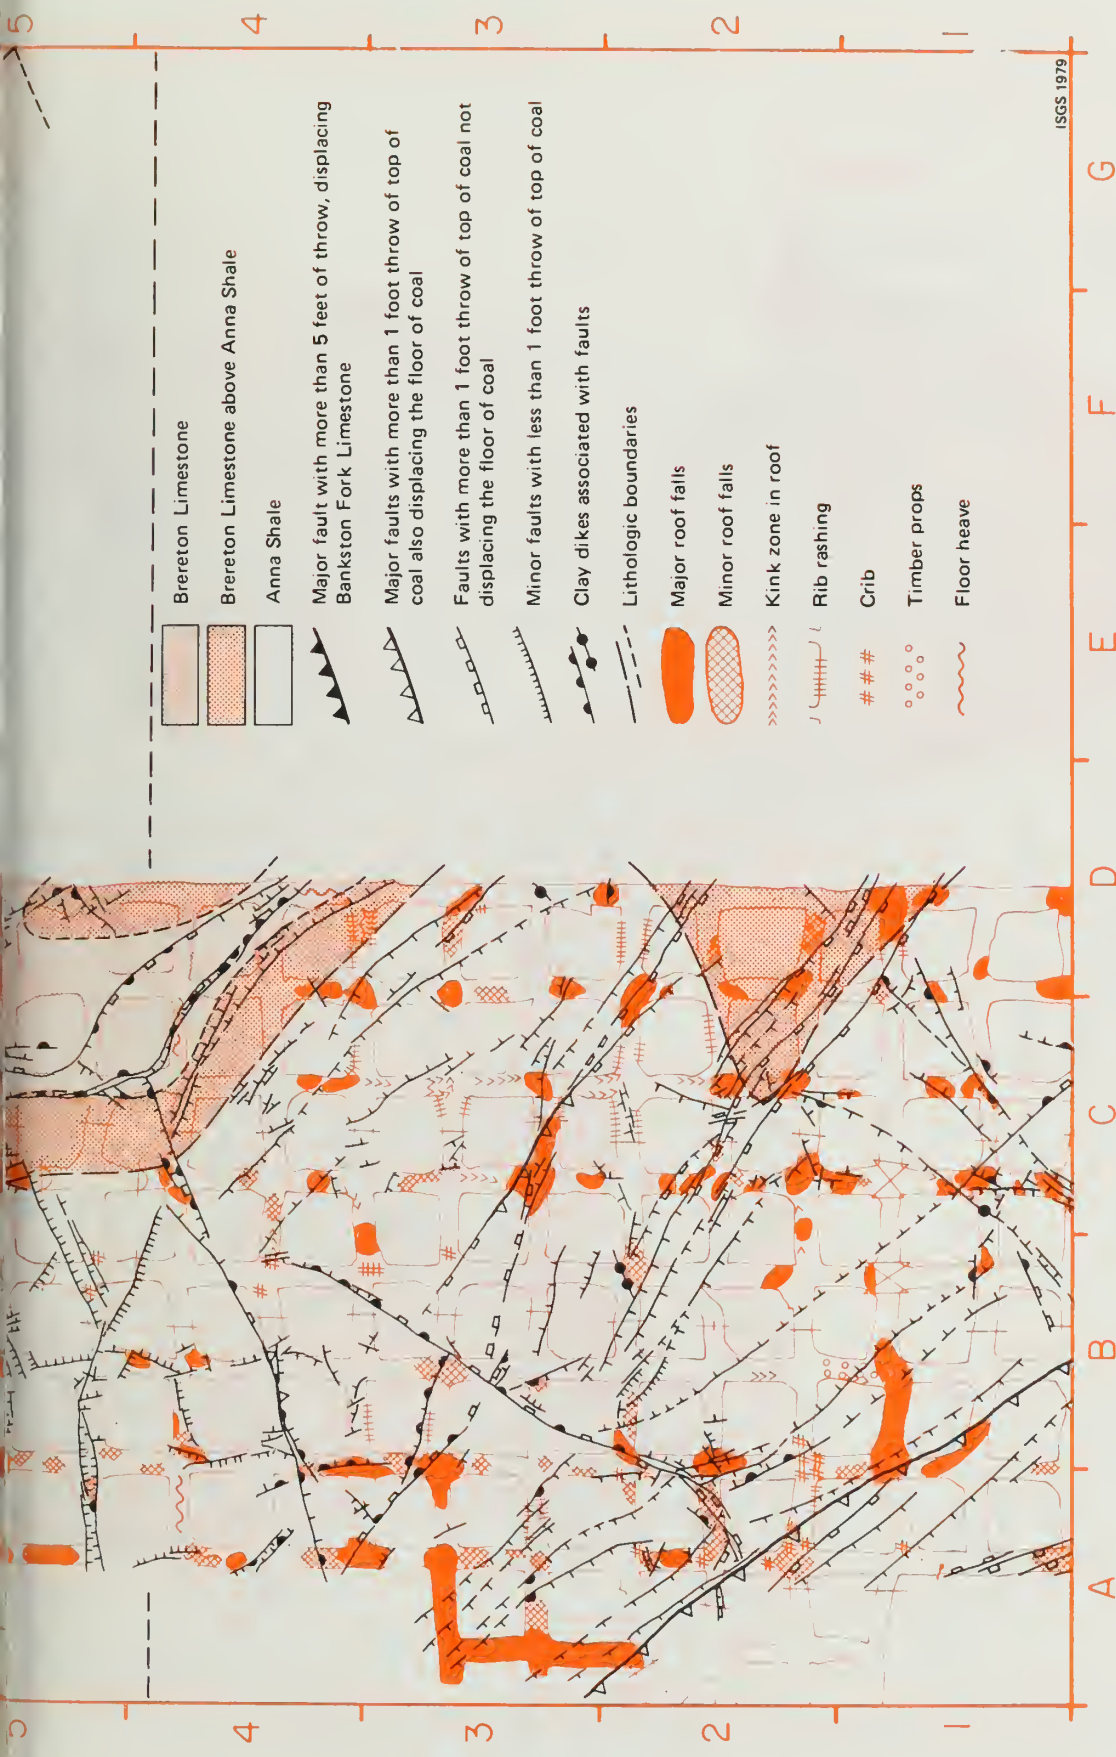 5
4
3
2
1
ISGS 1979
G
F
E
D
C
B
A
Brereton Limestone
Brereton Limestone above Anna Shale
Anna Shale
Major fault with more than 5 feet of throw, displacing
Bankston Fork Limestone
Major faults with more than 1 foot throw of top of
coal also displacing the floor of coal
Faults with more than 1 foot throw of top of coal not
displacing the floor of coal
Minor faults with less than 1 foot throw of top of coal
Clay dikes associated with faults
Lithologic boundaries
Major roof falls
Minor roof falls
Kink zone in roof
Rib rashing
Crib
Timber props
Floor heave
5
4
3
2
1